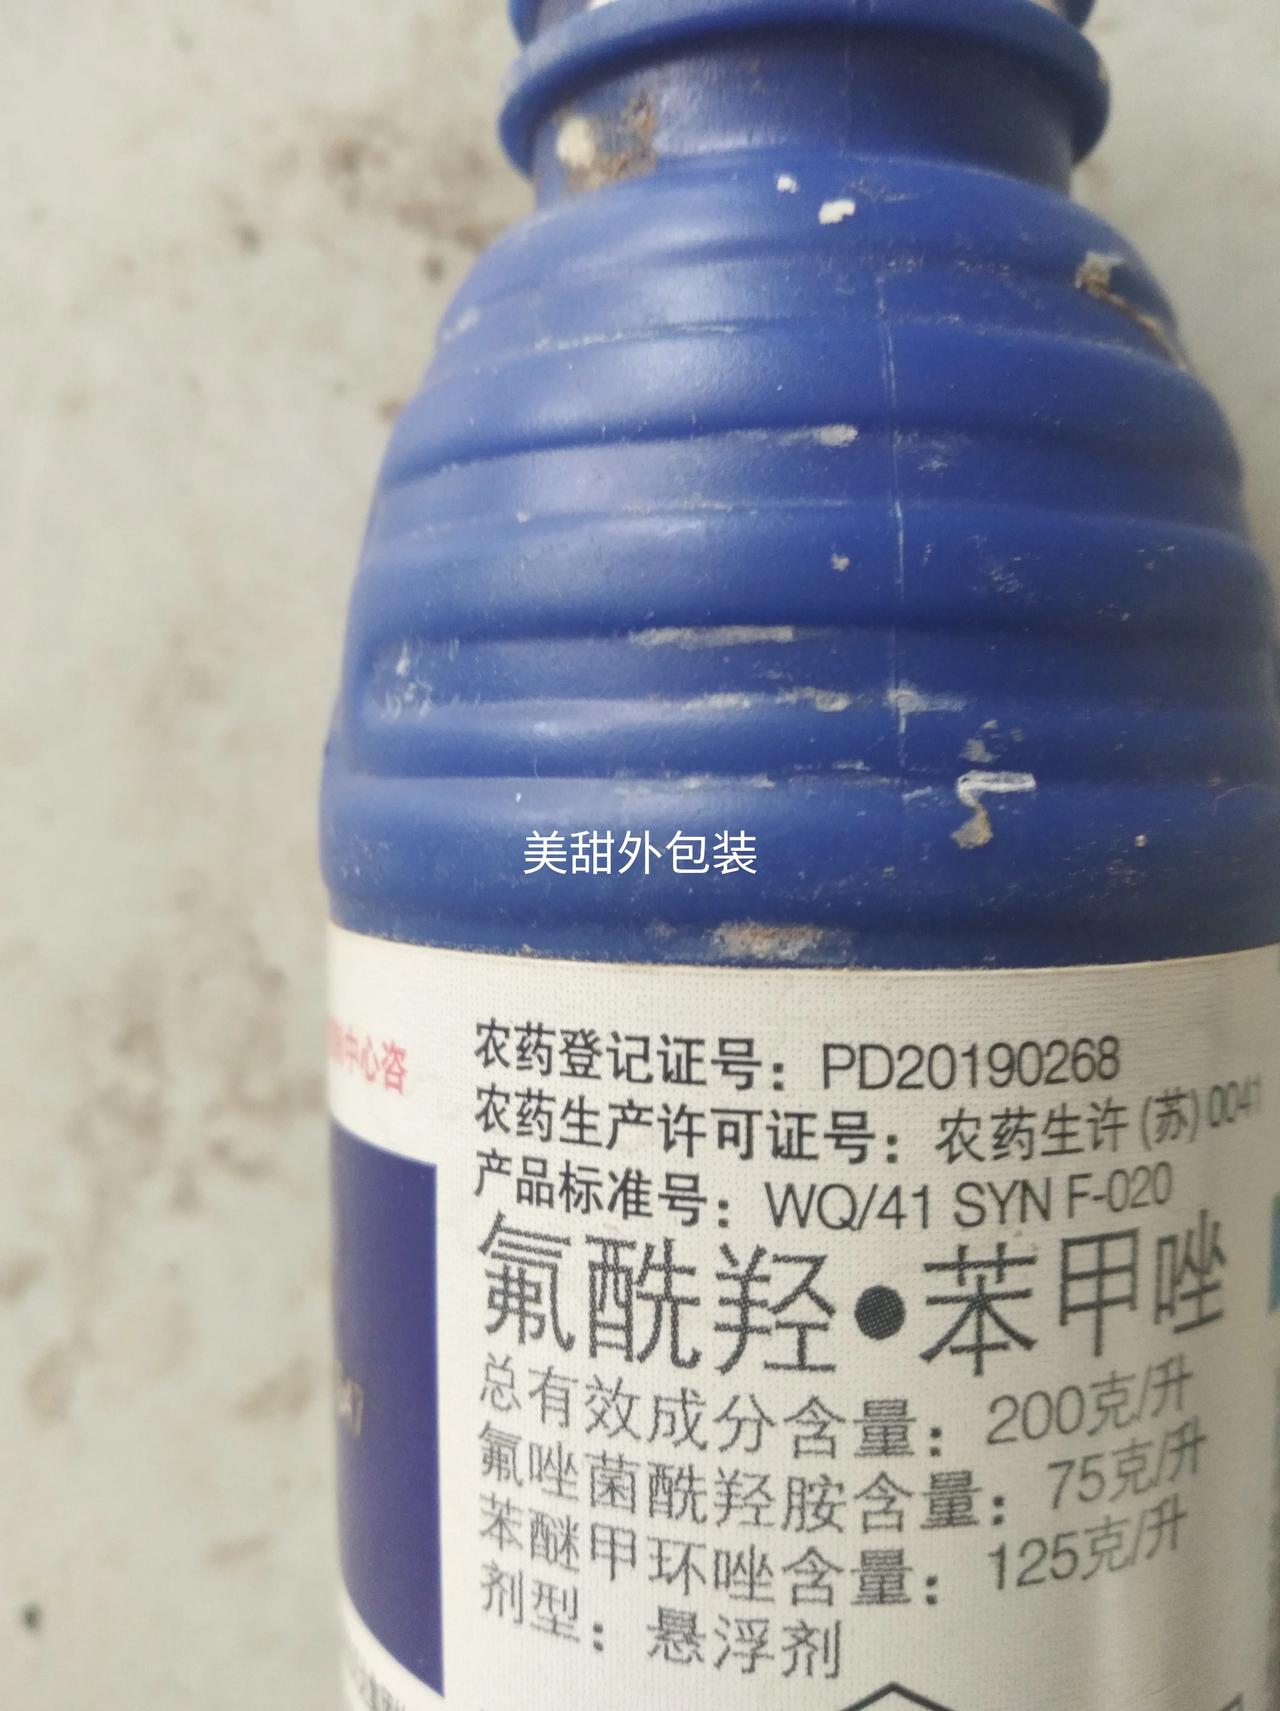 美甜外包装
中心咨
农药登记证号：PD20190268
农药生产许可证号：农药生许(苏)0041
产品标准号：WQ/41 SYN F-020
氟酰羟•苯甲唑
总有效成分含量：200克/升
氟唑菌酰羟胺含量：75克/升
苯醚甲环唑含量：125克/升
剂型：悬浮剂